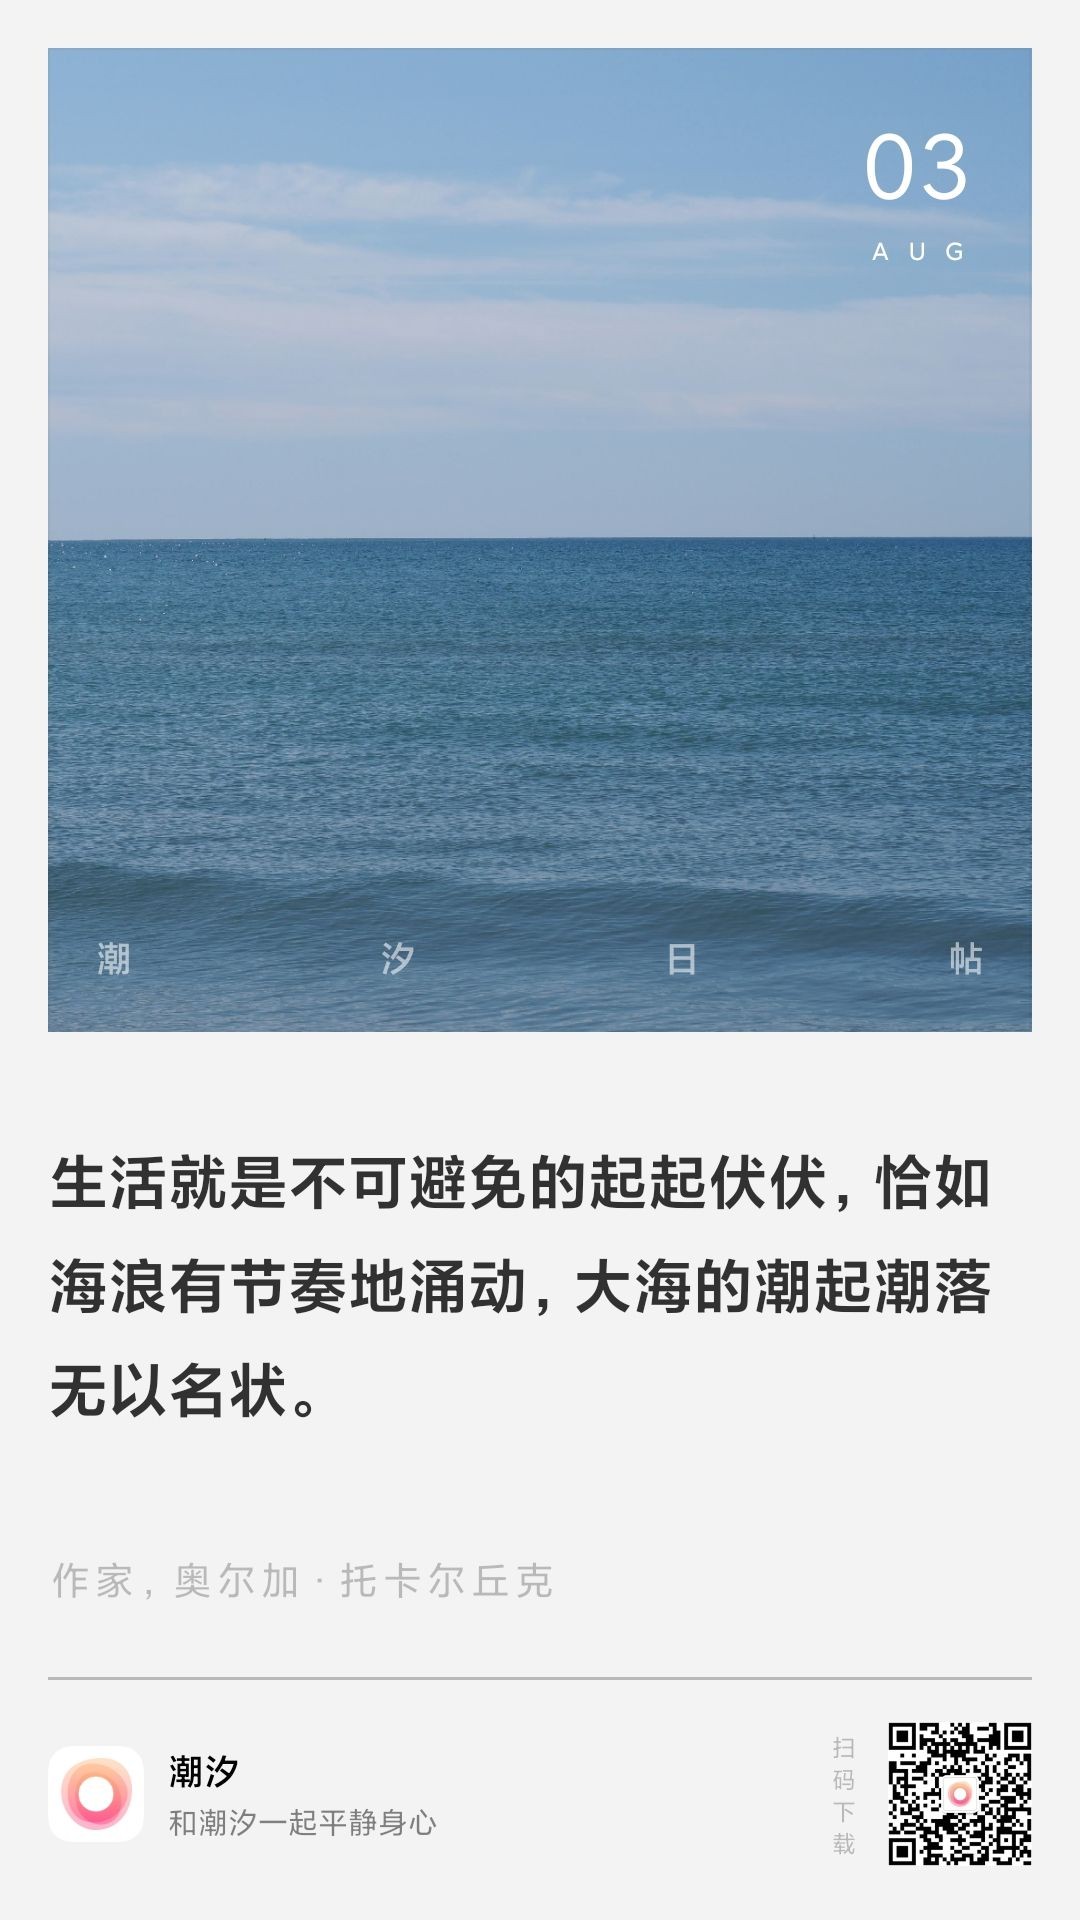 03
AUG
潮汐日帖
生活就是不可避免的起起伏伏，恰如
海浪有节奏地涌动，大海的潮起潮落
无以名状。
作家，奥尔加·托卡尔丘克
潮汐
和潮汐一起平静身心
扫码下载